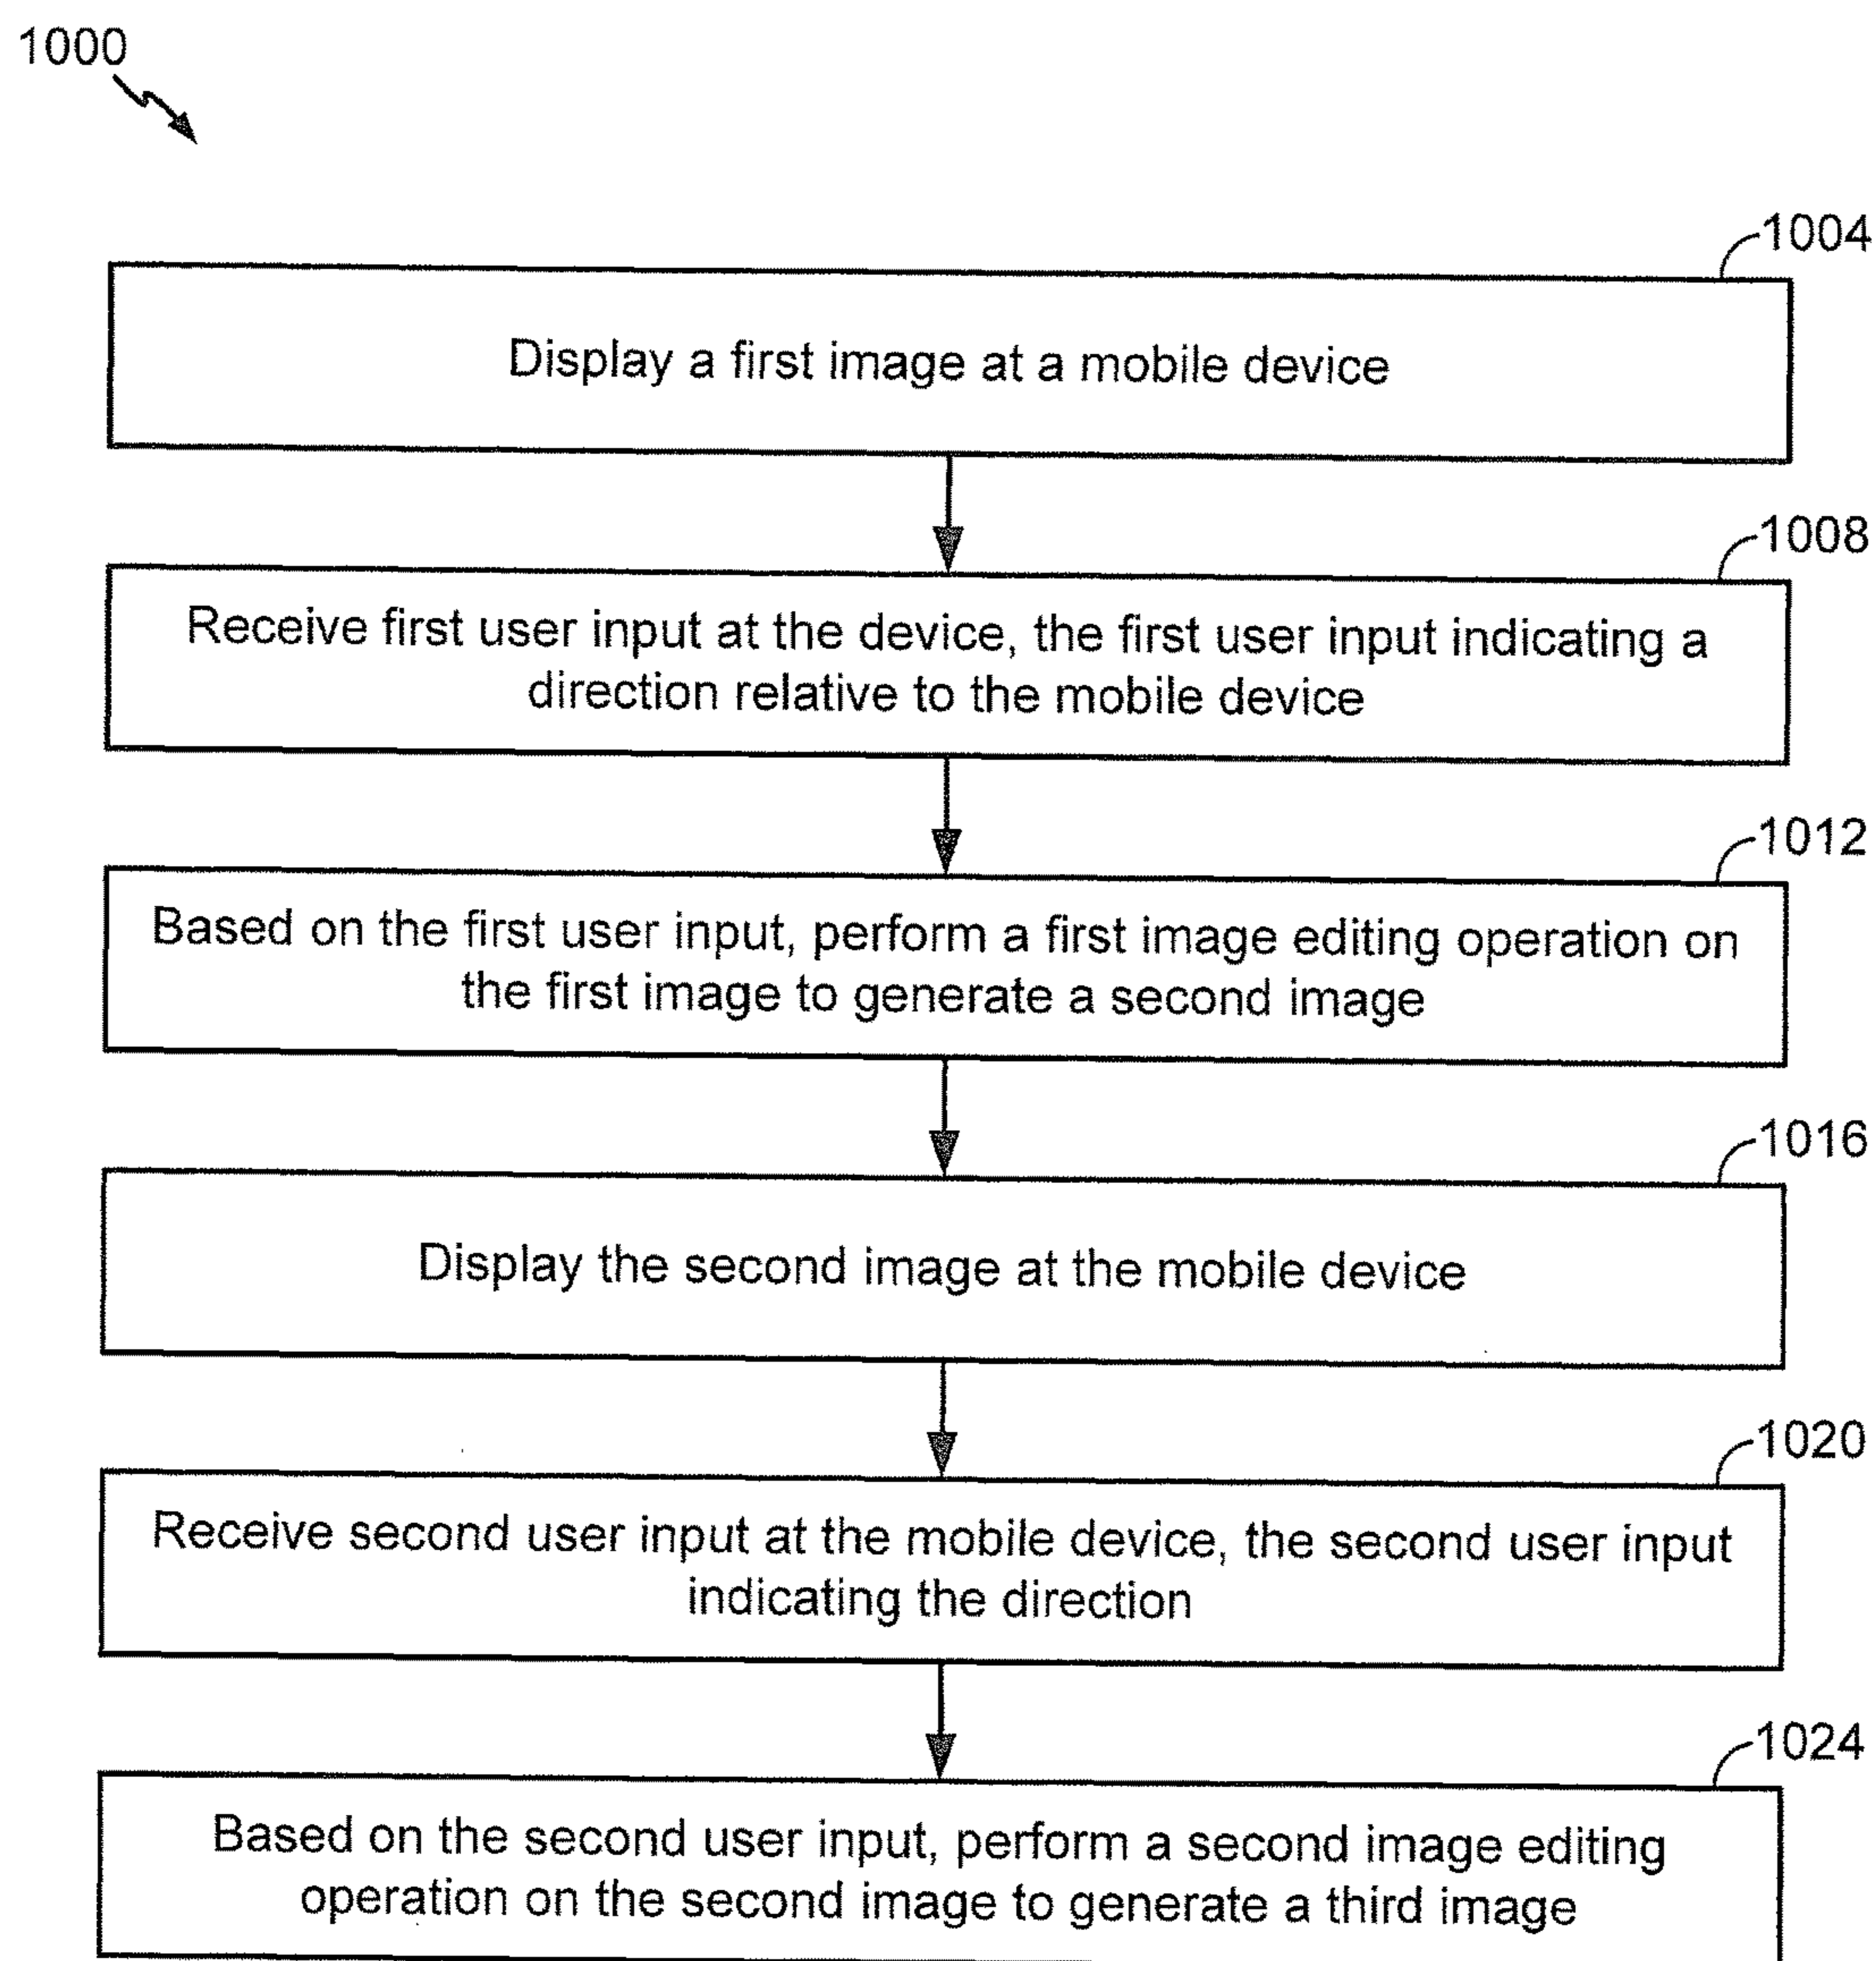 1000
1004
Display a first image at a mobile device
1008
Receive first user input at the device, the first user input indicating a
direction relative to the mobile device
1012
Based on the first user input, perform a first image editing operation on
the first image to generate a second image
1016
Display the second image at the mobile device
1020
Receive second user input at the mobile device, the second user input
indicating the direction
1024
Based on the second user input, perform a second image editing
operation on the second image to generate a third image